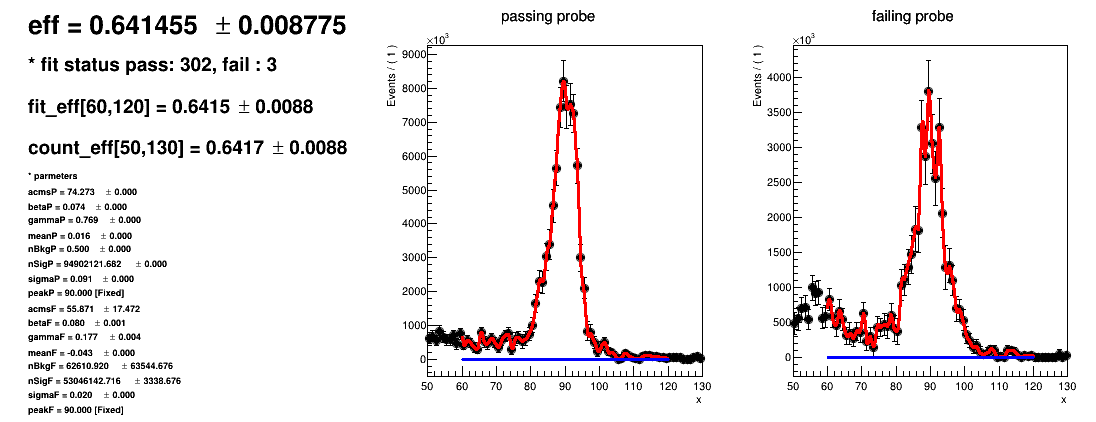 eff = 0.641455 ± 0.008775
* fit status pass: 302, fail : 3
fit_eff[60,120] = 0.6415 ± 0.0088
count_eff[50,130] = 0.6417 ± 0.0088
* parmeters
acmsP = 74.273 ± 0.000
betaP = 0.074 ± 0.000
gammaP = 0.769 ± 0.000
meanP = 0.016 ± 0.000
nBkgP = 0.500 ± 0.000
nSigP = 94902121.682 ± 0.000
sigmaP = 0.091 ± 0.000
peakP = 90.000 [Fixed]
acmsF = 55.871 ± 17.472
betaF = 0.080 ± 0.001
gammaF = 0.177 ± 0.004
meanF = -0.043 ± 0.000
nBkgF = 62610.920 ± 63544.676
nSigF = 53046142.716 ± 3338.676
sigmaF = 0.020 ± 0.000
peakF = 90.000 [Fixed]
passing probe
×10³
Events / ( 1 )
9000
8000
7000
6000
5000
4000
3000
2000
1000
0
50 60 70 80 90 100 110 120 130
x
failing probe
×10³
Events / ( 1 )
4000
3500
3000
2500
2000
1500
1000
500
0
50 60 70 80 90 100 110 120 130
x